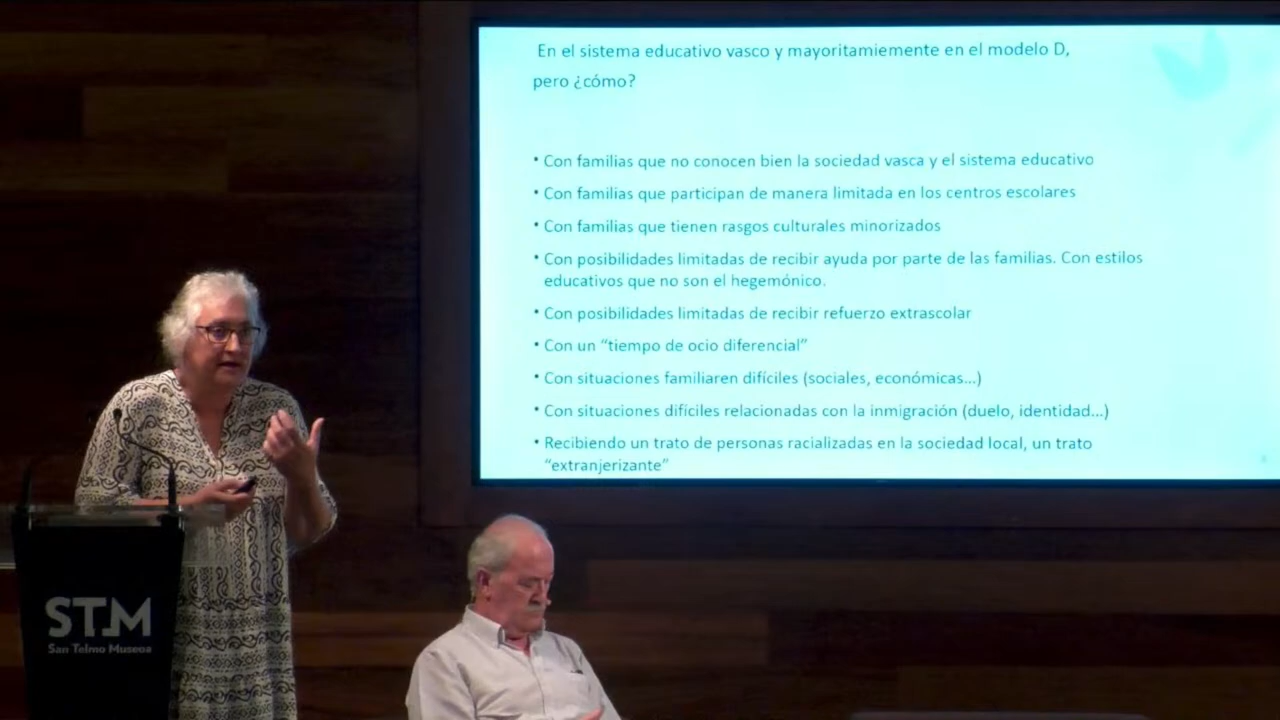 En el sistema educativo vasco y mayoritamiemente en el modelo D,
pero ¿cómo?
• Con familias que no conocen bien la sociedad vasca y el sistema educativo
• Con familias que participan de manera limitada en los centros escolares
• Con familias que tienen rasgos culturales minorizados
• Con posibilidades limitadas de recibir ayuda por parte de las familias. Con estilos
educativos que no son el hegemónico.
• Con posibilidades limitadas de recibir refuerzo extrascolar
• Con un “tiempo de ocio diferencial”
• Con situaciones familiaren difíciles (sociales, económicas...)
• Con situaciones difíciles relacionadas con la inmigración (duelo, identidad...)
• Recibiendo un trato de personas racializadas en la sociedad local, un trato
“extranjerizante”
STM
San Telmo Museoa